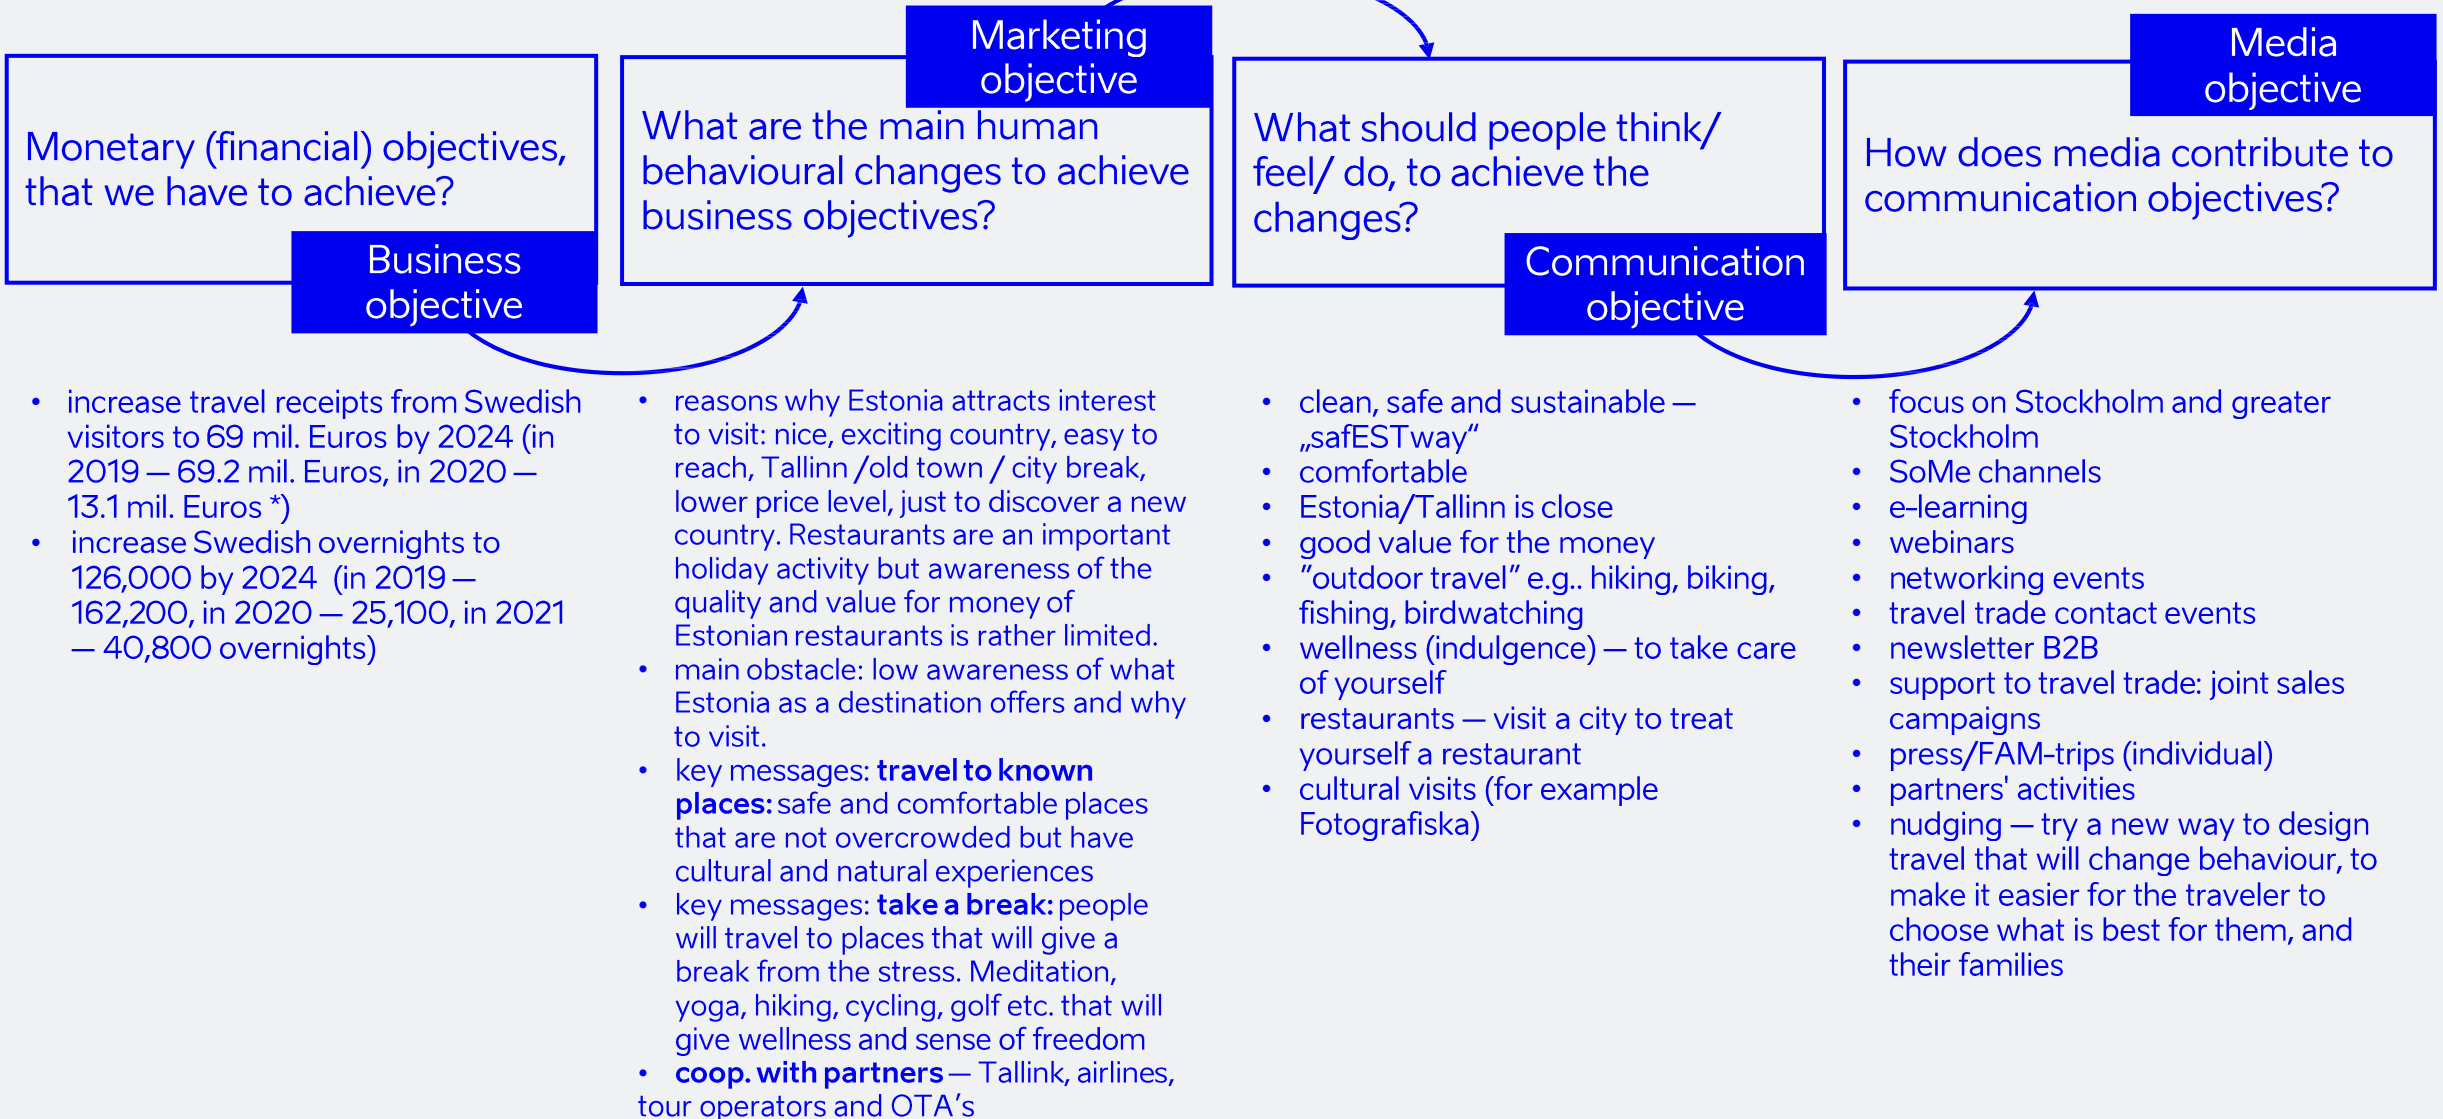 Monetary (financial) objectives,
that we have to achieve?
Business
objective
• increase travel receipts from Swedish
visitors to 69 mil. Euros by 2024 (in
2019 — 69.2 mil. Euros, in 2020 —
13.1 mil. Euros *)
• increase Swedish overnights to
126,000 by 2024 (in 2019 —
162,200, in 2020 — 25,100, in 2021
— 40,800 overnights)
Marketing
objective
What are the main human
behavioural changes to achieve
business objectives?
• reasons why Estonia attracts interest
to visit: nice, exciting country, easy to
reach, Tallinn /old town / city break,
lower price level, just to discover a new
country. Restaurants are an important
holiday activity but awareness of the
quality and value for money of
Estonian restaurants is rather limited.
• main obstacle: low awareness of what
Estonia as a destination offers and why
to visit.
• key messages: travel to known
places: safe and comfortable places
that are not overcrowded but have
cultural and natural experiences
• key messages: take a break: people
will travel to places that will give a
break from the stress. Meditation,
yoga, hiking, cycling, golf etc. that will
give wellness and sense of freedom
• coop. with partners — Tallink, airlines,
tour operators and OTA’s
What should people think/
feel/ do, to achieve the
changes?
Communication
objective
• clean, safe and sustainable —
„safESTway“
• comfortable
• Estonia/Tallinn is close
• good value for the money
• ”outdoor travel” e.g.. hiking, biking,
fishing, birdwatching
• wellness (indulgence) — to take care
of yourself
• restaurants — visit a city to treat
yourself a restaurant
• cultural visits (for example
Fotografiska)
Media
objective
How does media contribute to
communication objectives?
• focus on Stockholm and greater
Stockholm
• SoMe channels
• e-learning
• webinars
• networking events
• travel trade contact events
• newsletter B2B
• support to travel trade: joint sales
campaigns
• press/FAM-trips (individual)
• partners' activities
• nudging — try a new way to design
travel that will change behaviour, to
make it easier for the traveler to
choose what is best for them, and
their families